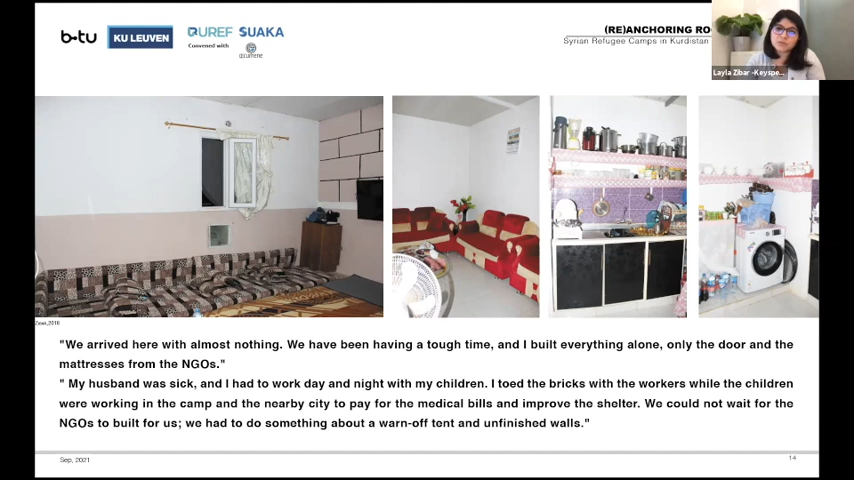 b-tu
KU LEUVEN
QUREF
SUAKA
Convened with
(RE)ANCHORING RO
Syrian Refugee Camps in Kurdistan
Layla Zibar -Keyspe...
"We arrived here with almost nothing. We have been having a tough time, and I built everything alone, only the door and the
mattresses from the NGOs."
" My husband was sick, and I had to work day and night with my children. I toed the bricks with the workers while the children
were working in the camp and the nearby city to pay for the medical bills and improve the shelter. We could not wait for the
NGOs to built for us; we had to do something about a warn-off tent and unfinished walls."
Sep, 2021
14